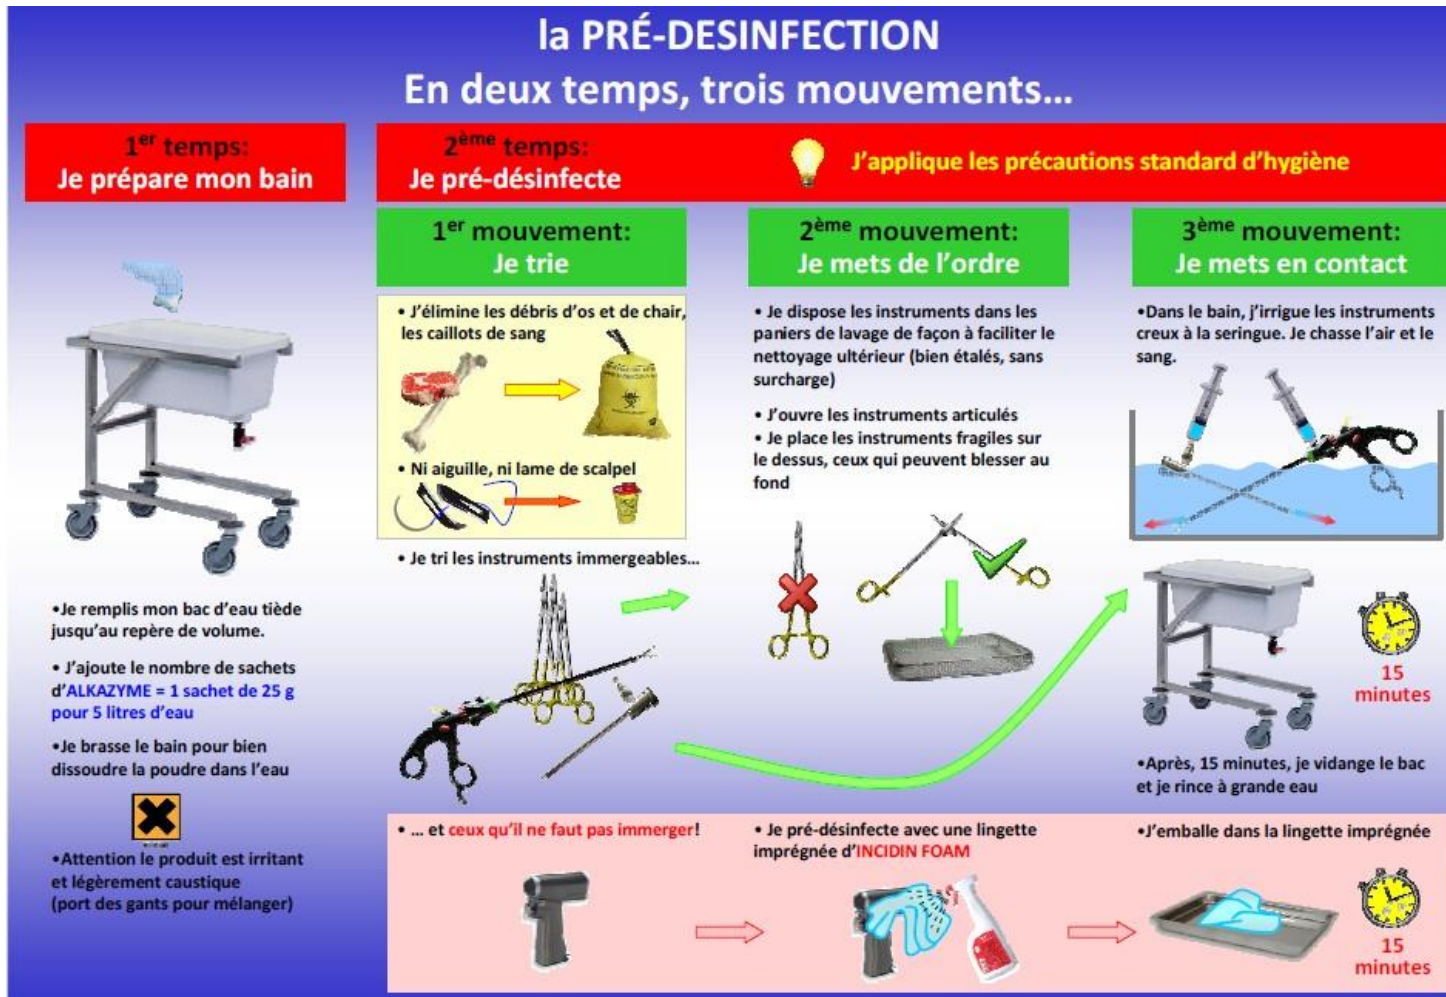 la PRÉ-DESINFECTION
En deux temps, trois mouvements…
1er temps:
Je prépare mon bain
2ème temps:
Je pré-désinfecte
J'applique les précautions standard d'hygiène
•Je remplis mon bac d'eau tiède
jusqu'au repère de volume.
• J'ajoute le nombre de sachets
d'ALKAZYME = 1 sachet de 25 g
pour 5 litres d'eau
•Je brasse le bain pour bien
dissoudre la poudre dans l'eau
•Attention le produit est irritant
et légèrement caustique
(port des gants pour mélanger)
1er mouvement:
Je trie
• J'élimine les débris d'os et de chair,
les caillots de sang
• Ni aiguille, ni lame de scalpel
• Je tri les instruments immergeables…
2ème mouvement:
Je mets de l'ordre
• Je dispose les instruments dans les
paniers de lavage de façon à faciliter le
nettoyage ultérieur (bien étalés, sans
surcharge)
• J'ouvre les instruments articulés
• Je place les instruments fragiles sur
le dessus, ceux qui peuvent blesser au
fond
3ème mouvement:
Je mets en contact
•Dans le bain, j'irrigue les instruments
creux à la seringue. Je chasse l'air et le
sang.
15
minutes
•Après, 15 minutes, je vidange le bac
et je rince à grande eau
• … et ceux qu'il ne faut pas immerger!
• Je pré-désinfecte avec une lingette
imprégnée d'INCIDIN FOAM
•J'emballe dans la lingette imprégnée
15
minutes